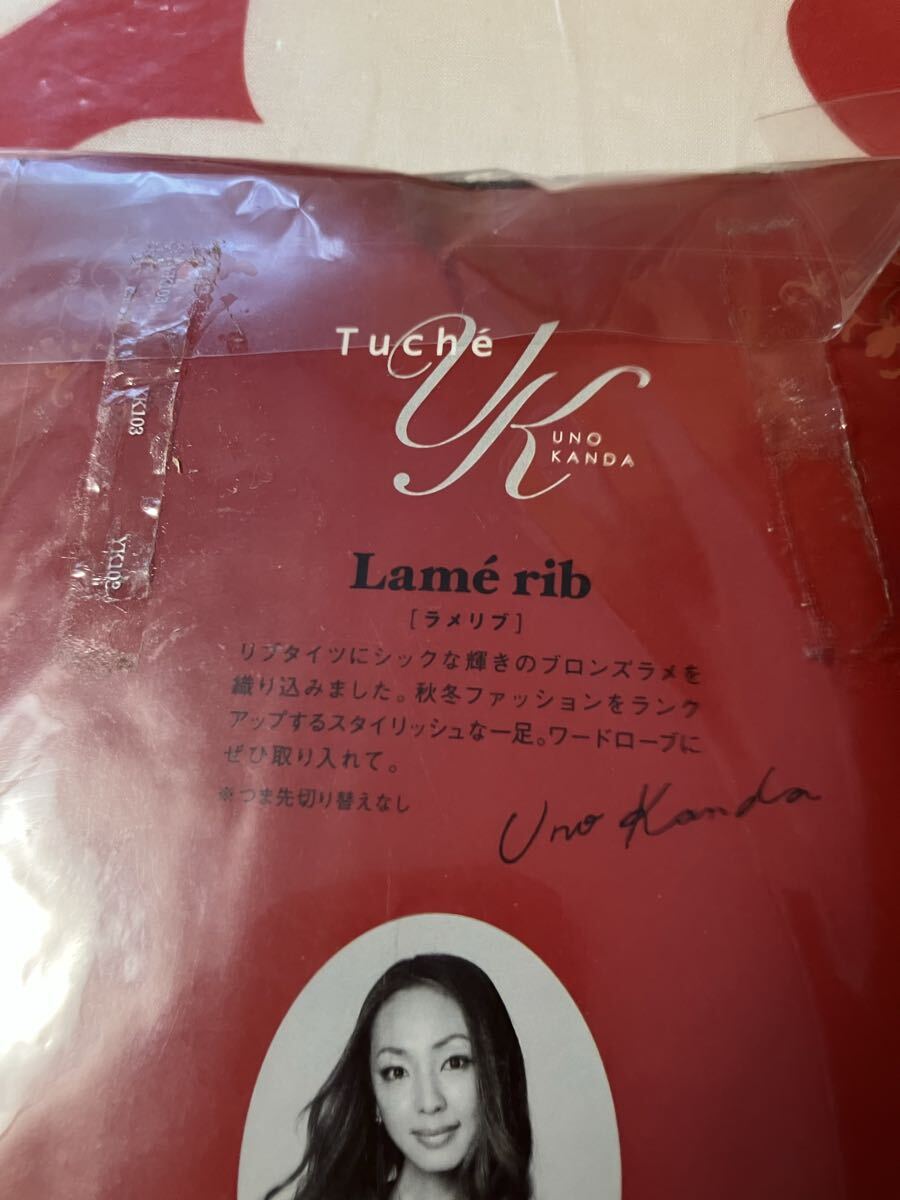 Tuché
UK
UNO
KANDA
Lamé rib
[ラメリブ]
リブタイツにシックな輝きのブロンズラメを
織り込みました。秋冬ファッションをランク
アップするスタイリッシュな一足。ワードローブに
ぜひ取り入れて。
※つま先切り替えなし
Uno Kanda
YK103